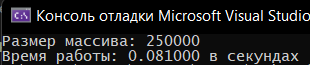 Консоль отладки Microsoft Visual Studio
Размер массива: 250000
Время работы: 0.081000 в секундах